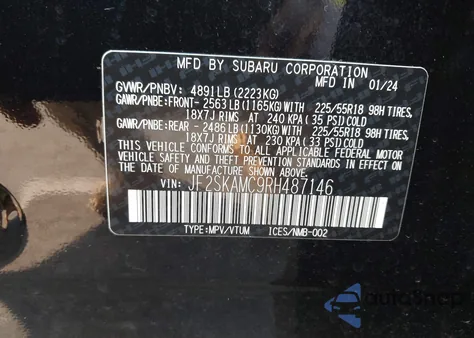 MFD BY SUBARU CORPORATION
MFD IN 01/24
GVWR/PNBV: 4891LB (2223KG)
GAWR/PNBE:FRONT- 2563LB (1165KG) WITH 225/55R18 98H TIRES,
18X7J RIMS AT 240 KPA (35 PSI) COLD
GAWR/PNBE:REAR - 2486LB (1130KG) WITH 225/55R18 98H TIRES,
18X7J RIMS AT 230 KPA (33 PSI) COLD
THIS VEHICLE CONFORMS TO ALL APPLICABLE FEDERAL MOTOR
VEHICLE SAFETY, BUMPER, AND THEFT PREVENTION STANDARDS IN EFFECT ON
THE DATE OF MANUFACTURE SHOWN ABOVE.
VIN: JF2SKAMC9RH487146
TYPE:MPV/VTUM ICES/NMB-002
AutoSnap